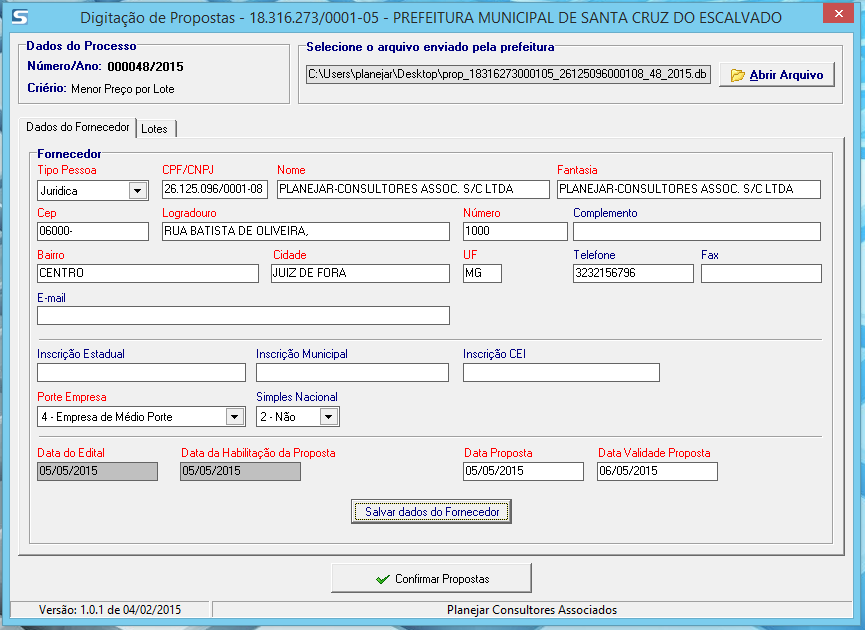 S
Digitação de Propostas - 18.316.273/0001-05 - PREFEITURA MUNICIPAL DE SANTA CRUZ DO ESCALVADO
Dados do Processo
Número/Ano: 000048/2015
Criério: Menor Preço por Lote
Selecione o arquivo enviado pela prefeitura
C:\Users\planejar\Desktop\prop_18316273000105_26125096000108_48_2015.db
Abrir Arquivo
Dados do Fornecedor
Lotes
Fornecedor
Tipo Pessoa CPF/CNPJ Nome Fantasia
Juridica 26.125.096/0001-08 PLANEJAR-CONSULTORES ASSOC. S/C LTDA PLANEJAR-CONSULTORES ASSOC. S/C LTDA
Cep Logradouro Número Complemento
06000- RUA BATISTA DE OLIVEIRA, 1000
Bairro Cidade UF Telefone Fax
CENTRO JUIZ DE FORA MG 3232156796
E-mail
Inscrição Estadual Inscrição Municipal Inscrição CEI
Porte Empresa Simples Nacional
4 - Empresa de Médio Porte 2 - Não
Data do Edital Data da Habilitação da Proposta Data Proposta Data Validade Proposta
05/05/2015 05/05/2015 05/05/2015 06/05/2015
Salvar dados do Fornecedor
Confirmar Propostas
Versão: 1.0.1 de 04/02/2015 Planejar Consultores Associados